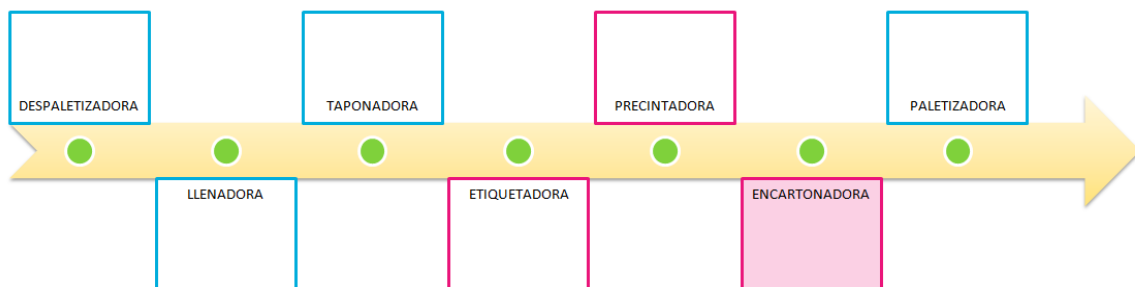 DESPALETIZADORA
LLENADORA
TAPONADORA
ETIQUETADORA
PRECINTADORA
ENCARTONADORA
PALETIZADORA